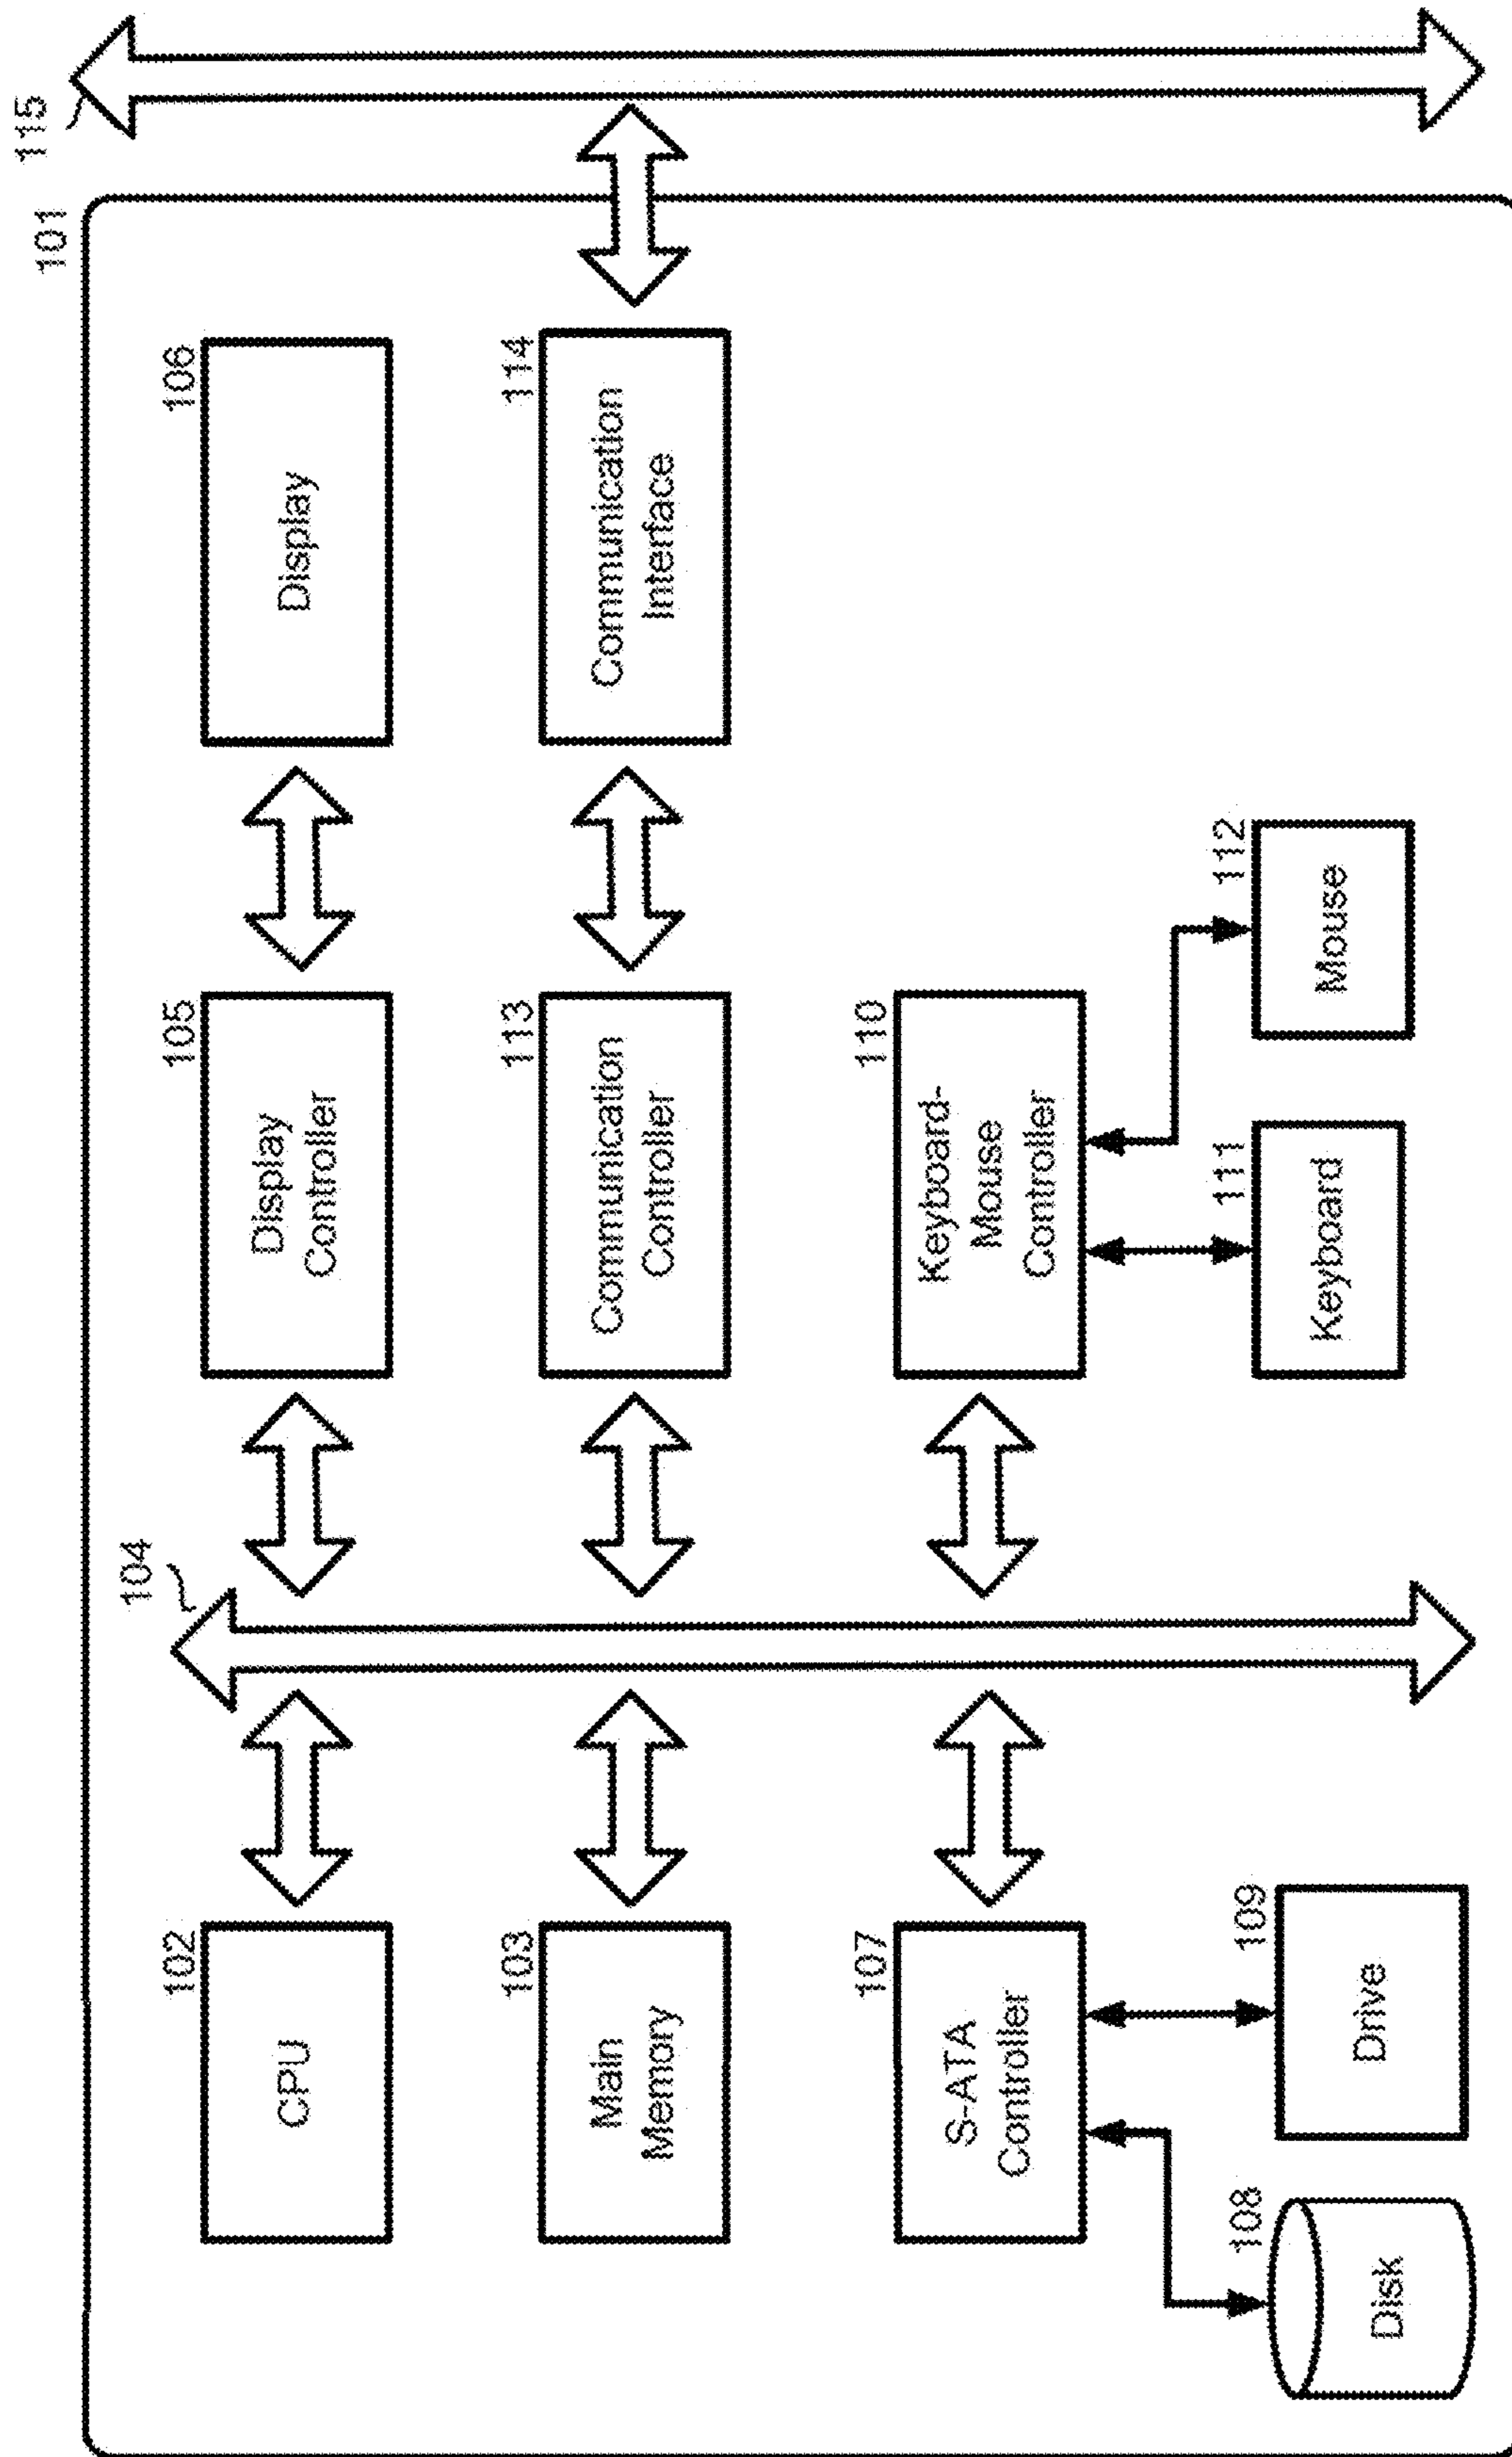 101
115
102
CPU
104
105
Display
Controller
106
Display
103
Main
Memory
113
Communication
Controller
114
Communication
Interface
107
S-ATA
Controller
110
Keyboard-
Mouse
Controller
108
Disk
109
Drive
111
Keyboard
112
Mouse